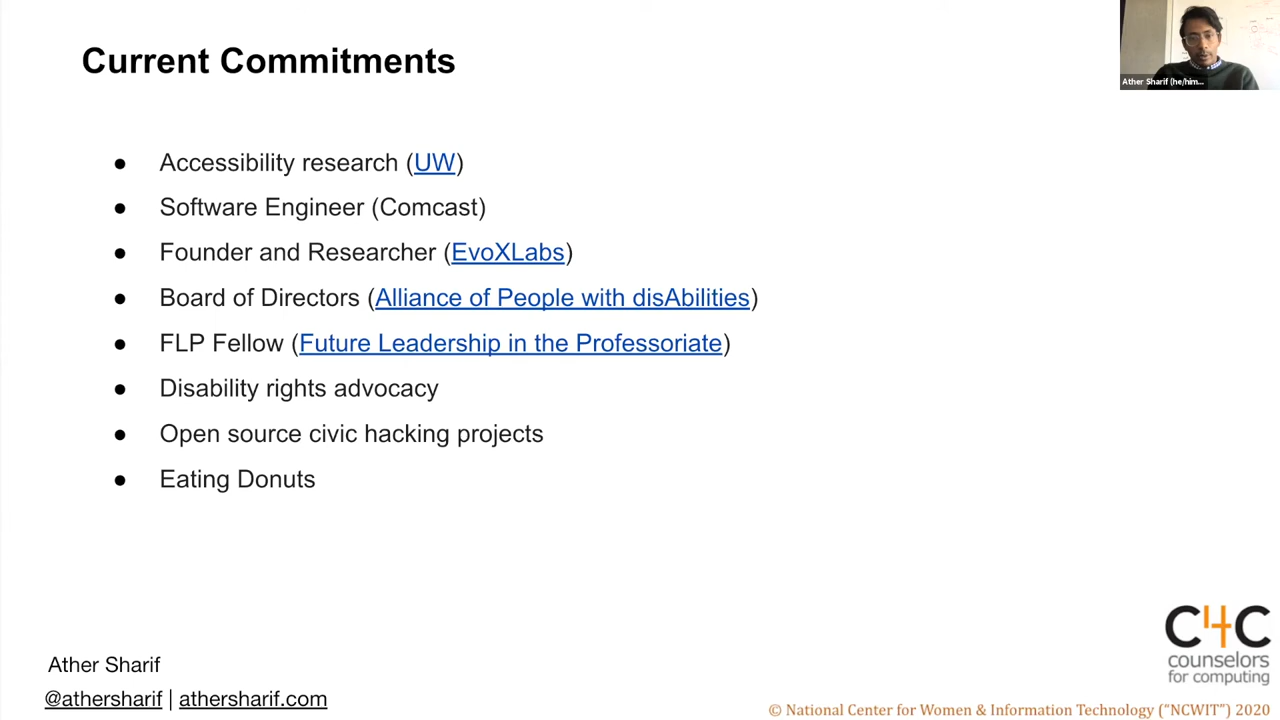 Current Commitments
Ather Sharif (he/him...
● Accessibility research (UW)
● Software Engineer (Comcast)
● Founder and Researcher (EvoXLabs)
● Board of Directors (Alliance of People with disAbilities)
● FLP Fellow (Future Leadership in the Professoriate)
● Disability rights advocacy
● Open source civic hacking projects
● Eating Donuts
C4C
counselors
for computing
Ather Sharif
@athersharif | athersharif.com
© National Center for Women & Information Technology (“NCWIT”) 2020